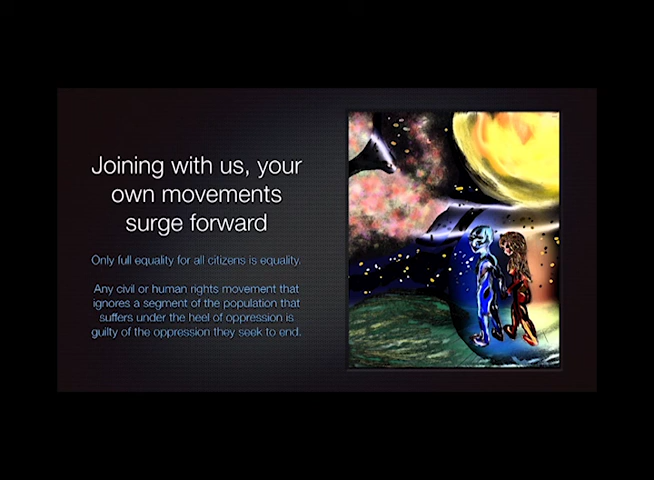 Joining with us, your
own movements
surge forward
Only full equality for all citizens is equality.
Any civil or human rights movement that
ignores a segment of the population that
suffers under the heel of oppression is
guilty of the oppression they seek to end.